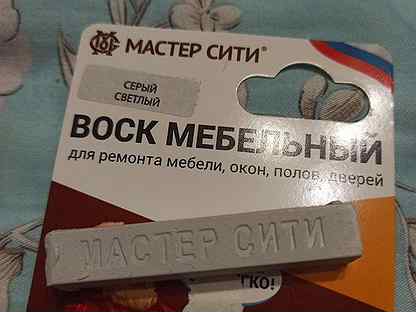 МАСТЕР СИТИ®
СЕРЫЙ
СВЕТЛЫЙ
ВОСК МЕБЕЛЬНЫЙ
для ремонта мебели, окон, полов, дверей
МАСТЕР СИТИ